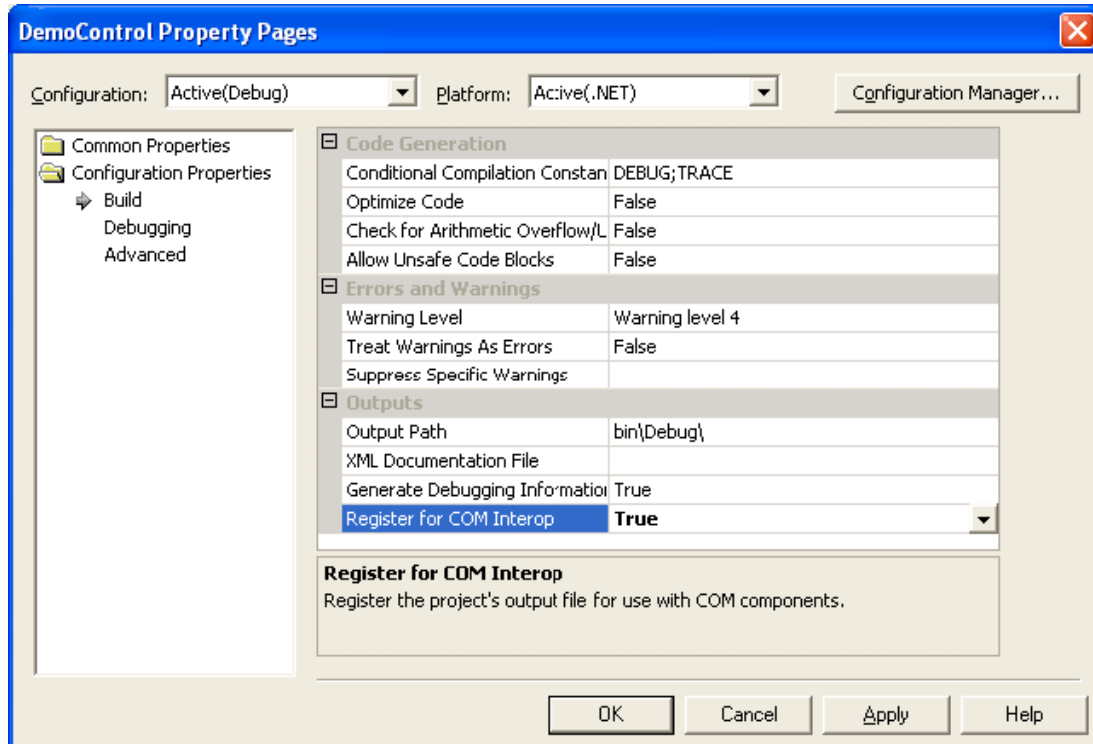 DemoControl Property Pages
Configuration: Active(Debug) Platform: Active(.NET) Configuration Manager...
Common Properties
Configuration Properties
Build
Debugging
Advanced
Code Generation
Conditional Compilation Constan DEBUG;TRACE
Optimize Code False
Check for Arithmetic Overflow/U False
Allow Unsafe Code Blocks False
Errors and Warnings
Warning Level Warning level 4
Treat Warnings As Errors False
Suppress Specific Warnings
Outputs
Output Path bin\Debug\
XML Documentation File
Generate Debugging Information True
Register for COM Interop True
Register for COM Interop
Register the project's output file for use with COM components.
OK Cancel Apply Help